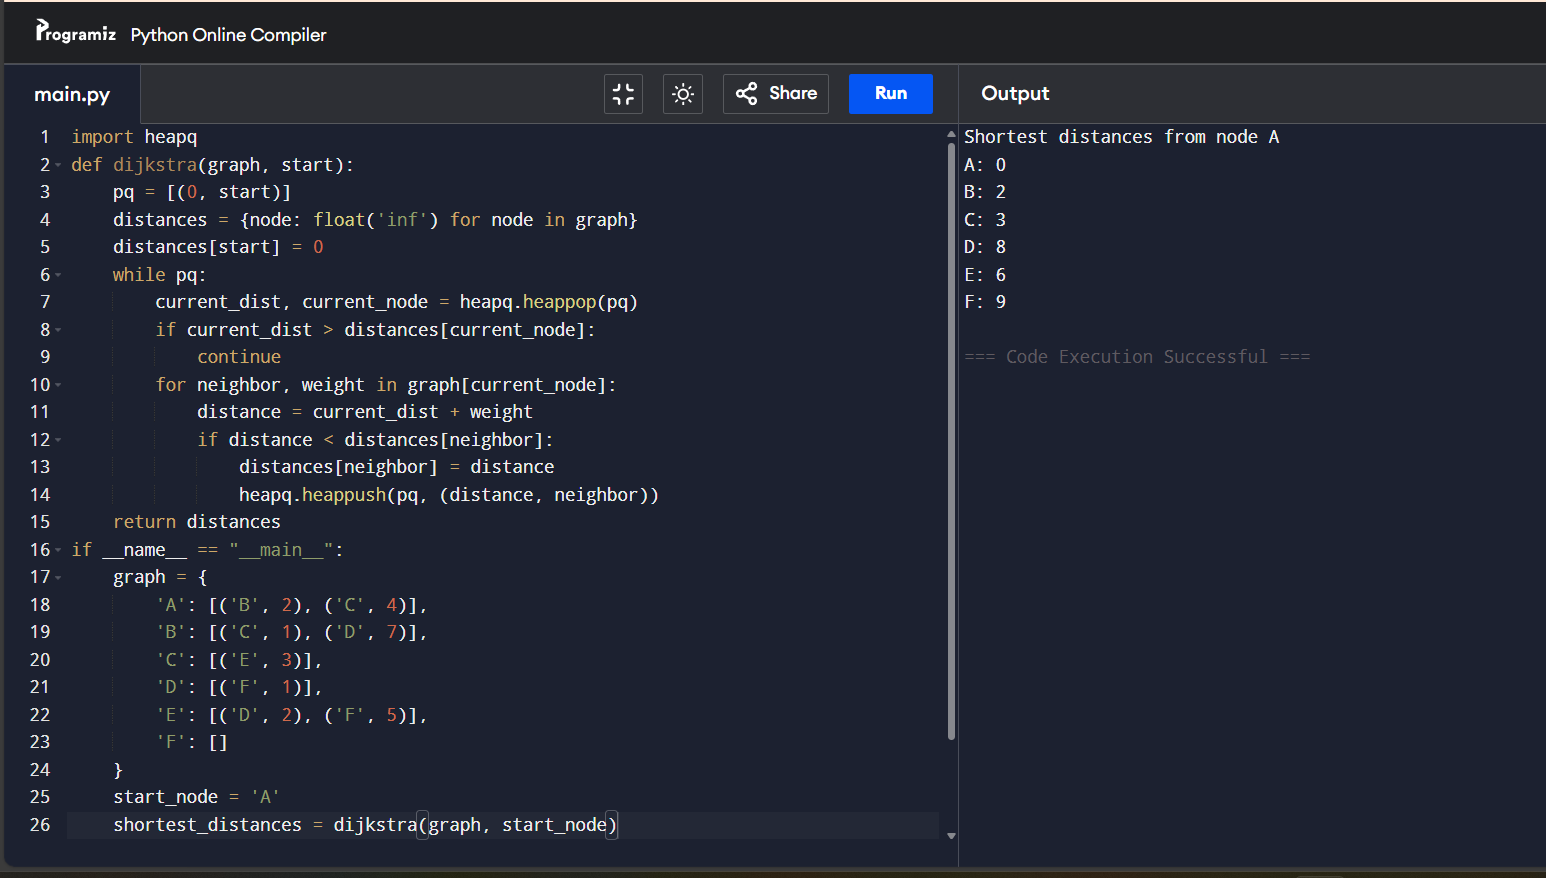 Programiz Python Online Compiler
main.py Share Run Output
1 import heapq
2 def dijkstra(graph, start):
3     pq = [(0, start)]
4     distances = {node: float('inf') for node in graph}
5     distances[start] = 0
6     while pq:
7         current_dist, current_node = heapq.heappop(pq)
8         if current_dist > distances[current_node]:
9             continue
10         for neighbor, weight in graph[current_node]:
11             distance = current_dist + weight
12             if distance < distances[neighbor]:
13                 distances[neighbor] = distance
14                 heapq.heappush(pq, (distance, neighbor))
15     return distances
16 if __name__ == "__main__":
17     graph = {
18         'A': [('B', 2), ('C', 4)],
19         'B': [('C', 1), ('D', 7)],
20         'C': [('E', 3)],
21         'D': [('F', 1)],
22         'E': [('D', 2), ('F', 5)],
23         'F': []
24     }
25     start_node = 'A'
26     shortest_distances = dijkstra(graph, start_node)
Shortest distances from node A
A: 0
B: 2
C: 3
D: 8
E: 6
F: 9
=== Code Execution Successful ===